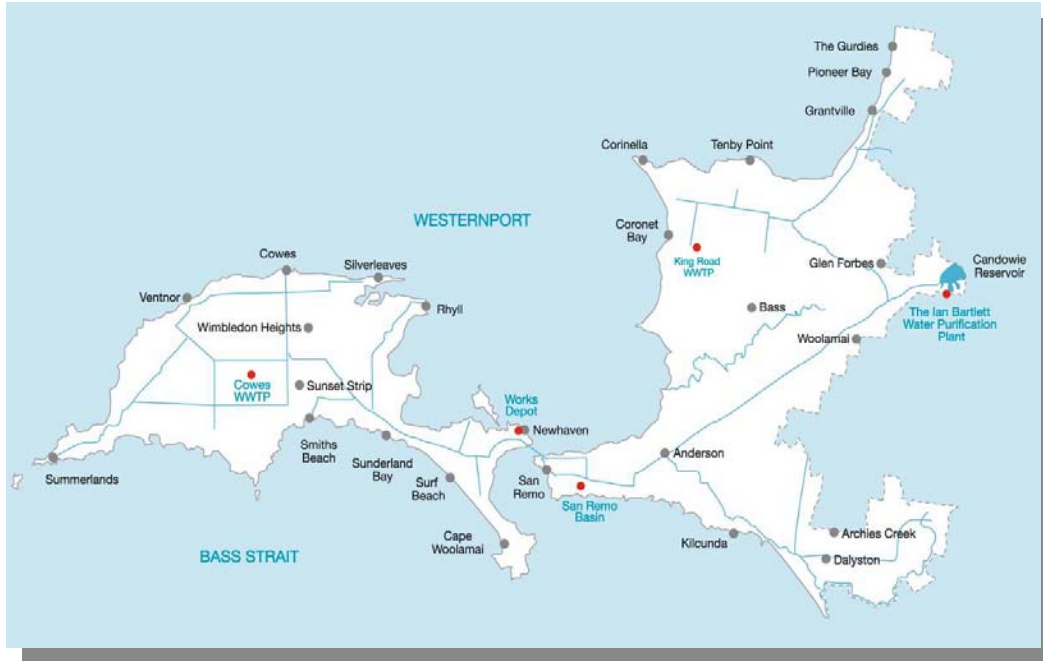 The Gurdies
Pioneer Bay
Grantville
Corinella
Tenby Point
WESTERNPORT
Coronet
Bay
King Road
WWTP
Glen Forbes
Candowie
Reservoir
Cowes
Silverleaves
Ventnor
Rhyll
Wimbledon Heights
Bass
The Ian Bartlett
Water Purification
Plant
Woolamai
Cowes
WWTP
Sunset Strip
Works
Depot
Newhaven
Smiths
Beach
Sunderland
Bay
Surf
Beach
Summerlands
San
Remo
San Remo
Basin
Anderson
Cape
Woolamai
Kilcunda
Archies Creek
Dalyston
BASS STRAIT